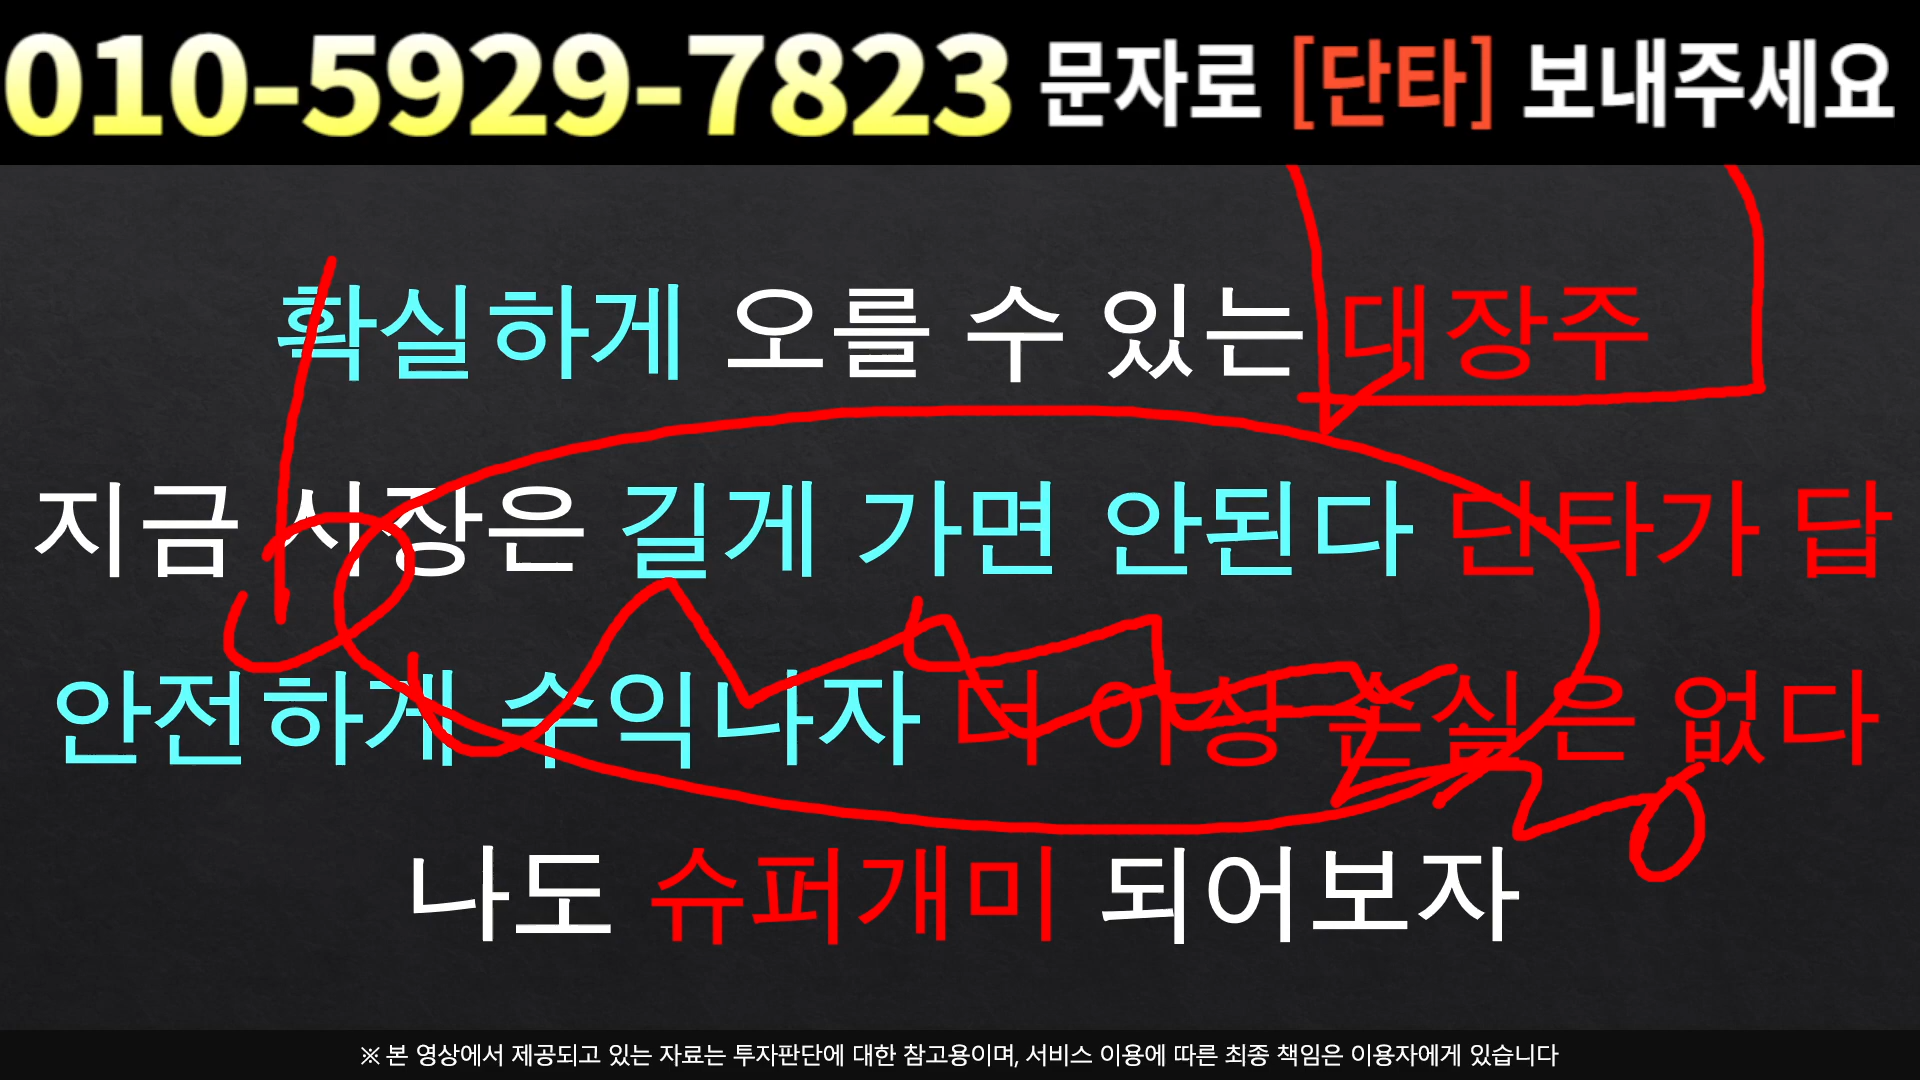 010-5929-7823 문자로 [단타] 보내주세요
확실하게 오를 수 있는 대장주
지금 시장은 길게 가면 안된다 단타가 답
안전하게 수익나자 더 이상 손실은 없다
나도 슈퍼개미 되어보자
※ 본 영상에서 제공되고 있는 자료는 투자판단에 대한 참고용이며, 서비스 이용에 따른 최종 책임은 이용자에게 있습니다